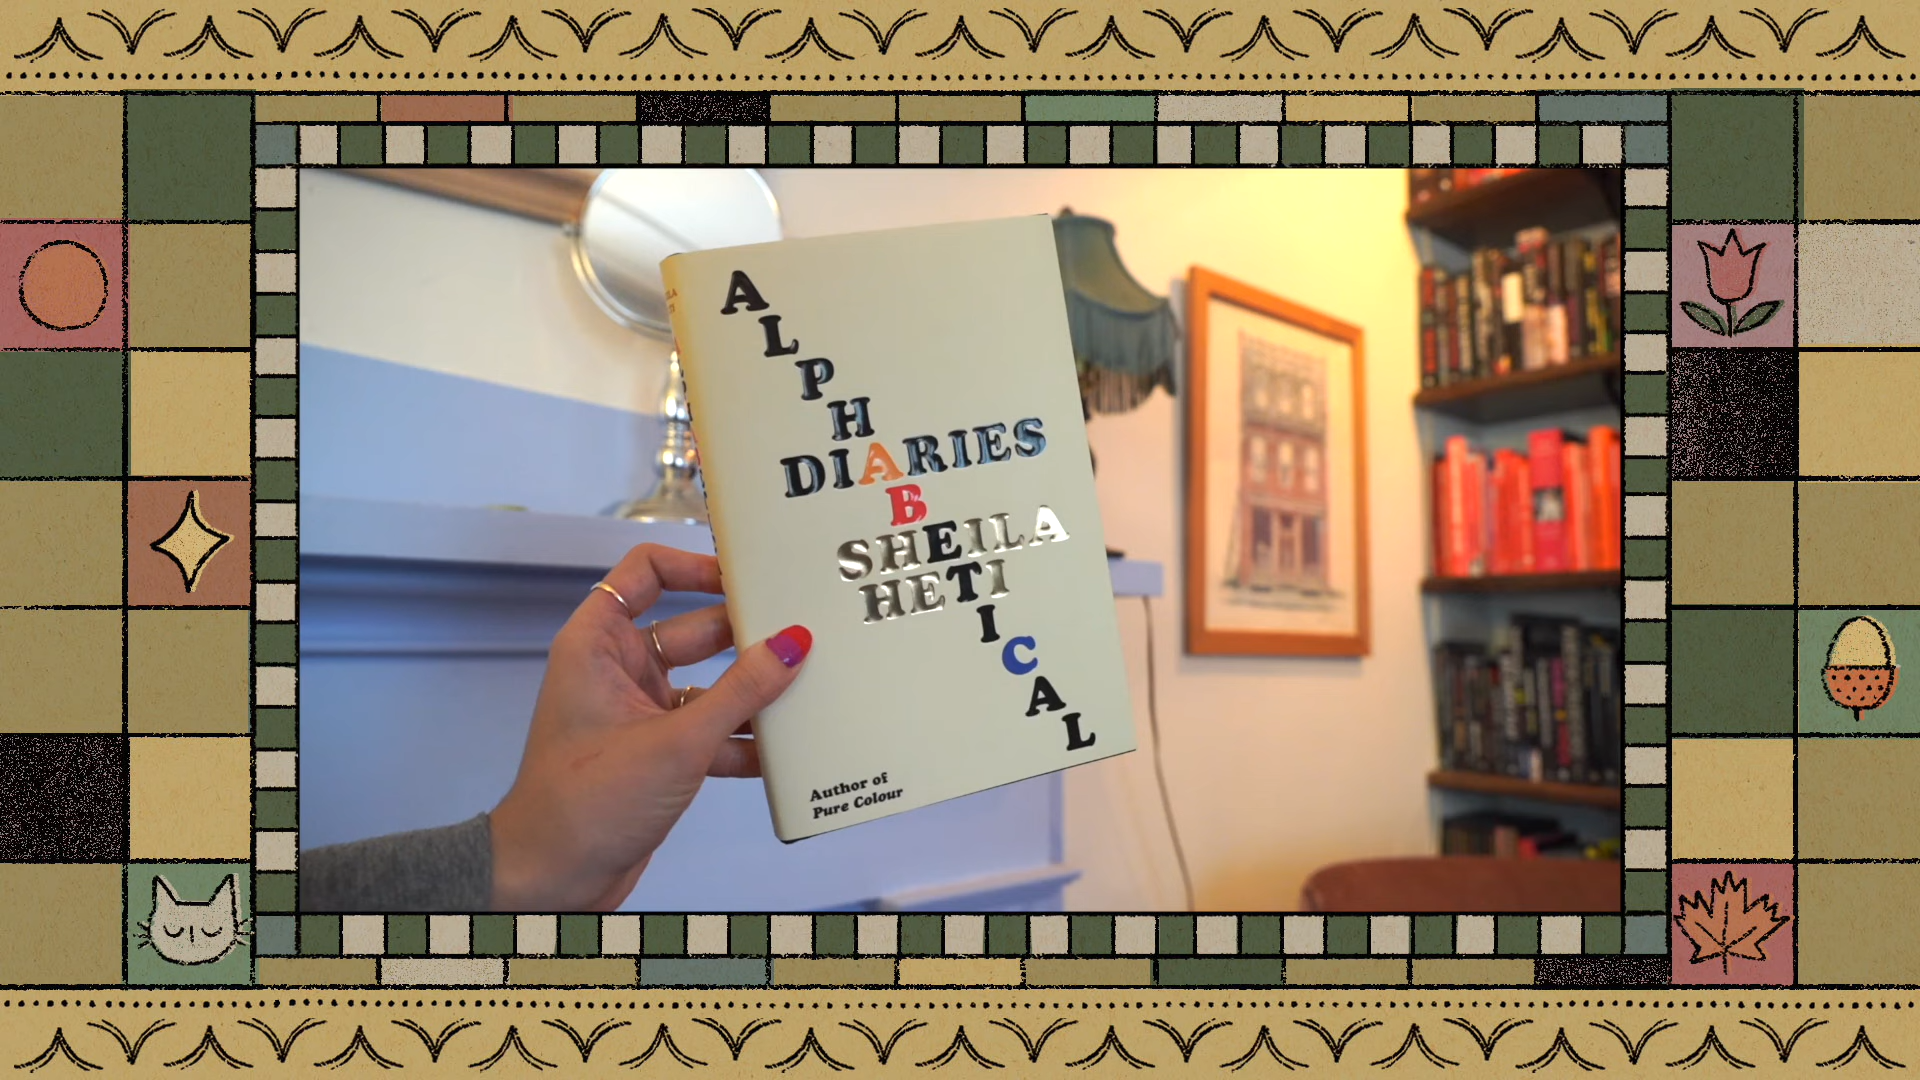 ALPHABETICAL
DIARIES
SHEILA
HETI
Author of
Pure Colour